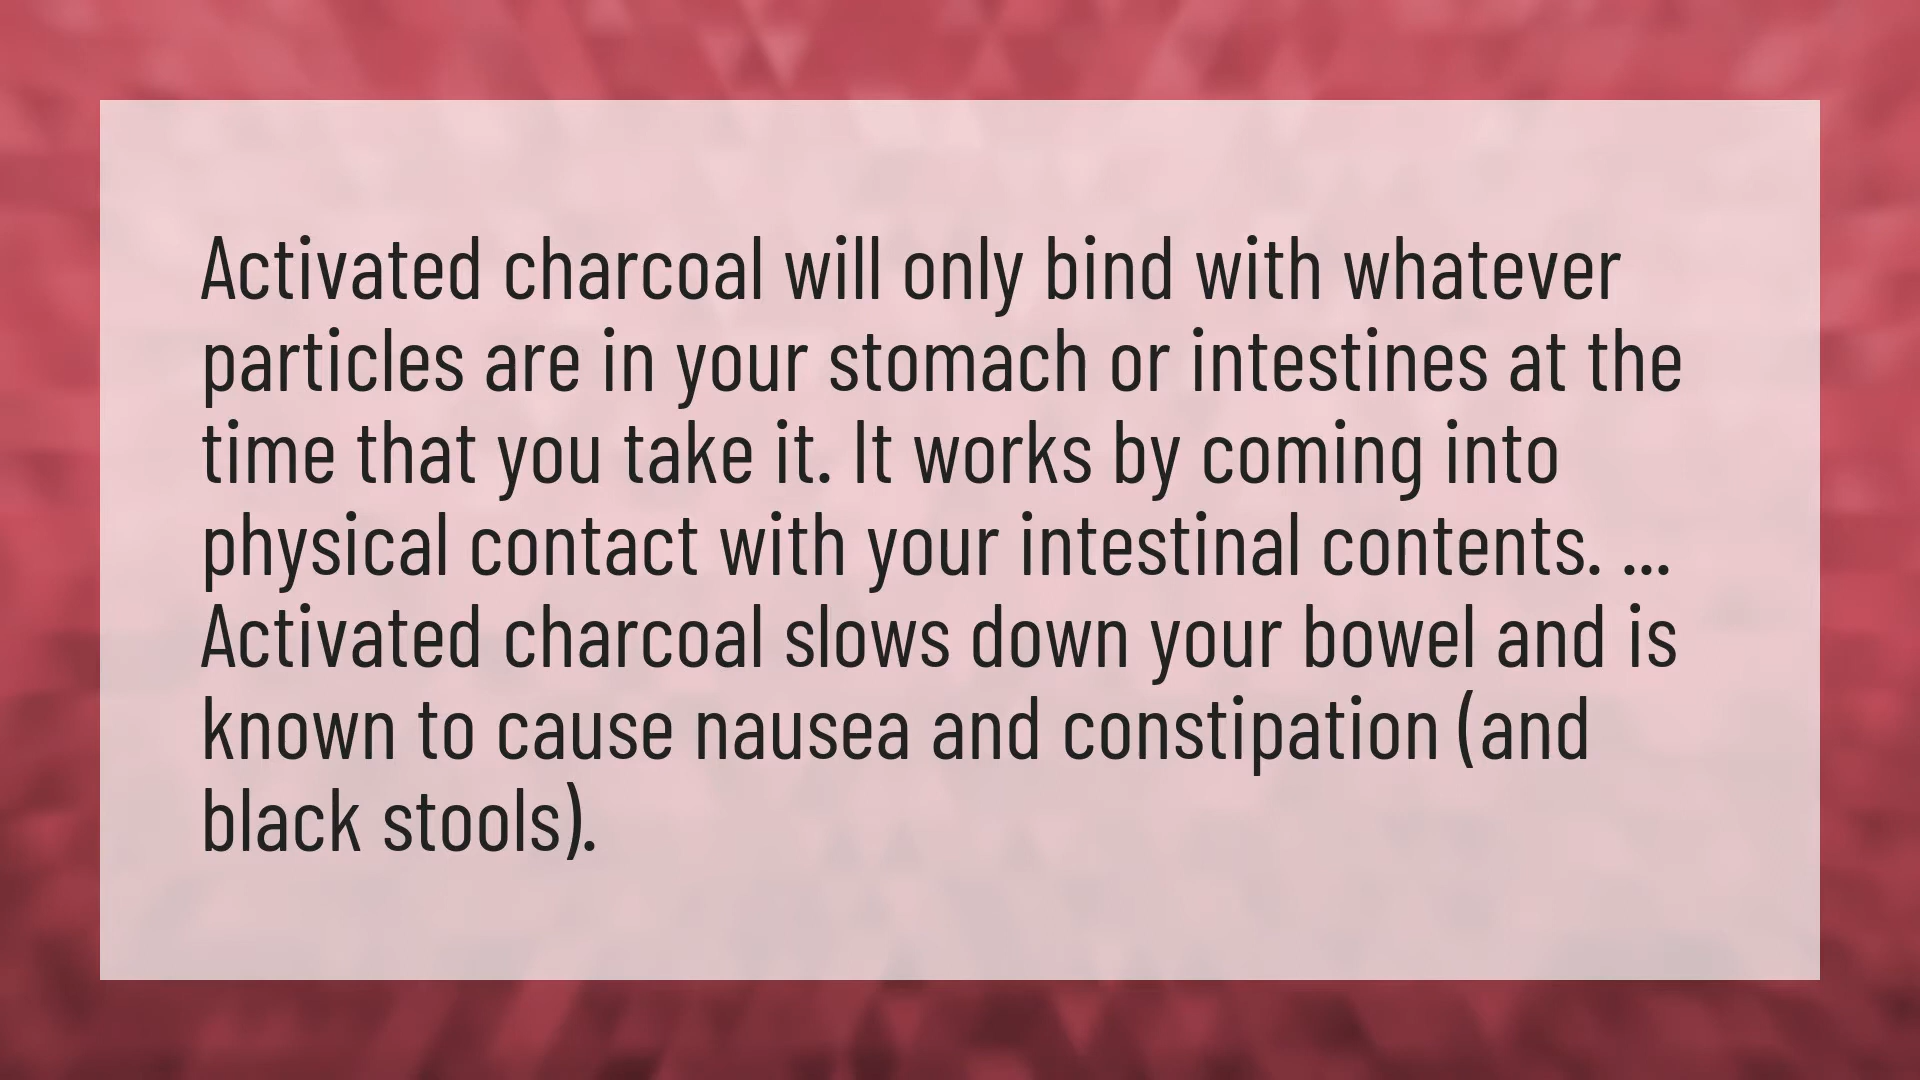 Activated charcoal will only bind with whatever
particles are in your stomach or intestines at the
time that you take it. It works by coming into
physical contact with your intestinal contents. ...
Activated charcoal slows down your bowel and is
known to cause nausea and constipation (and
black stools).